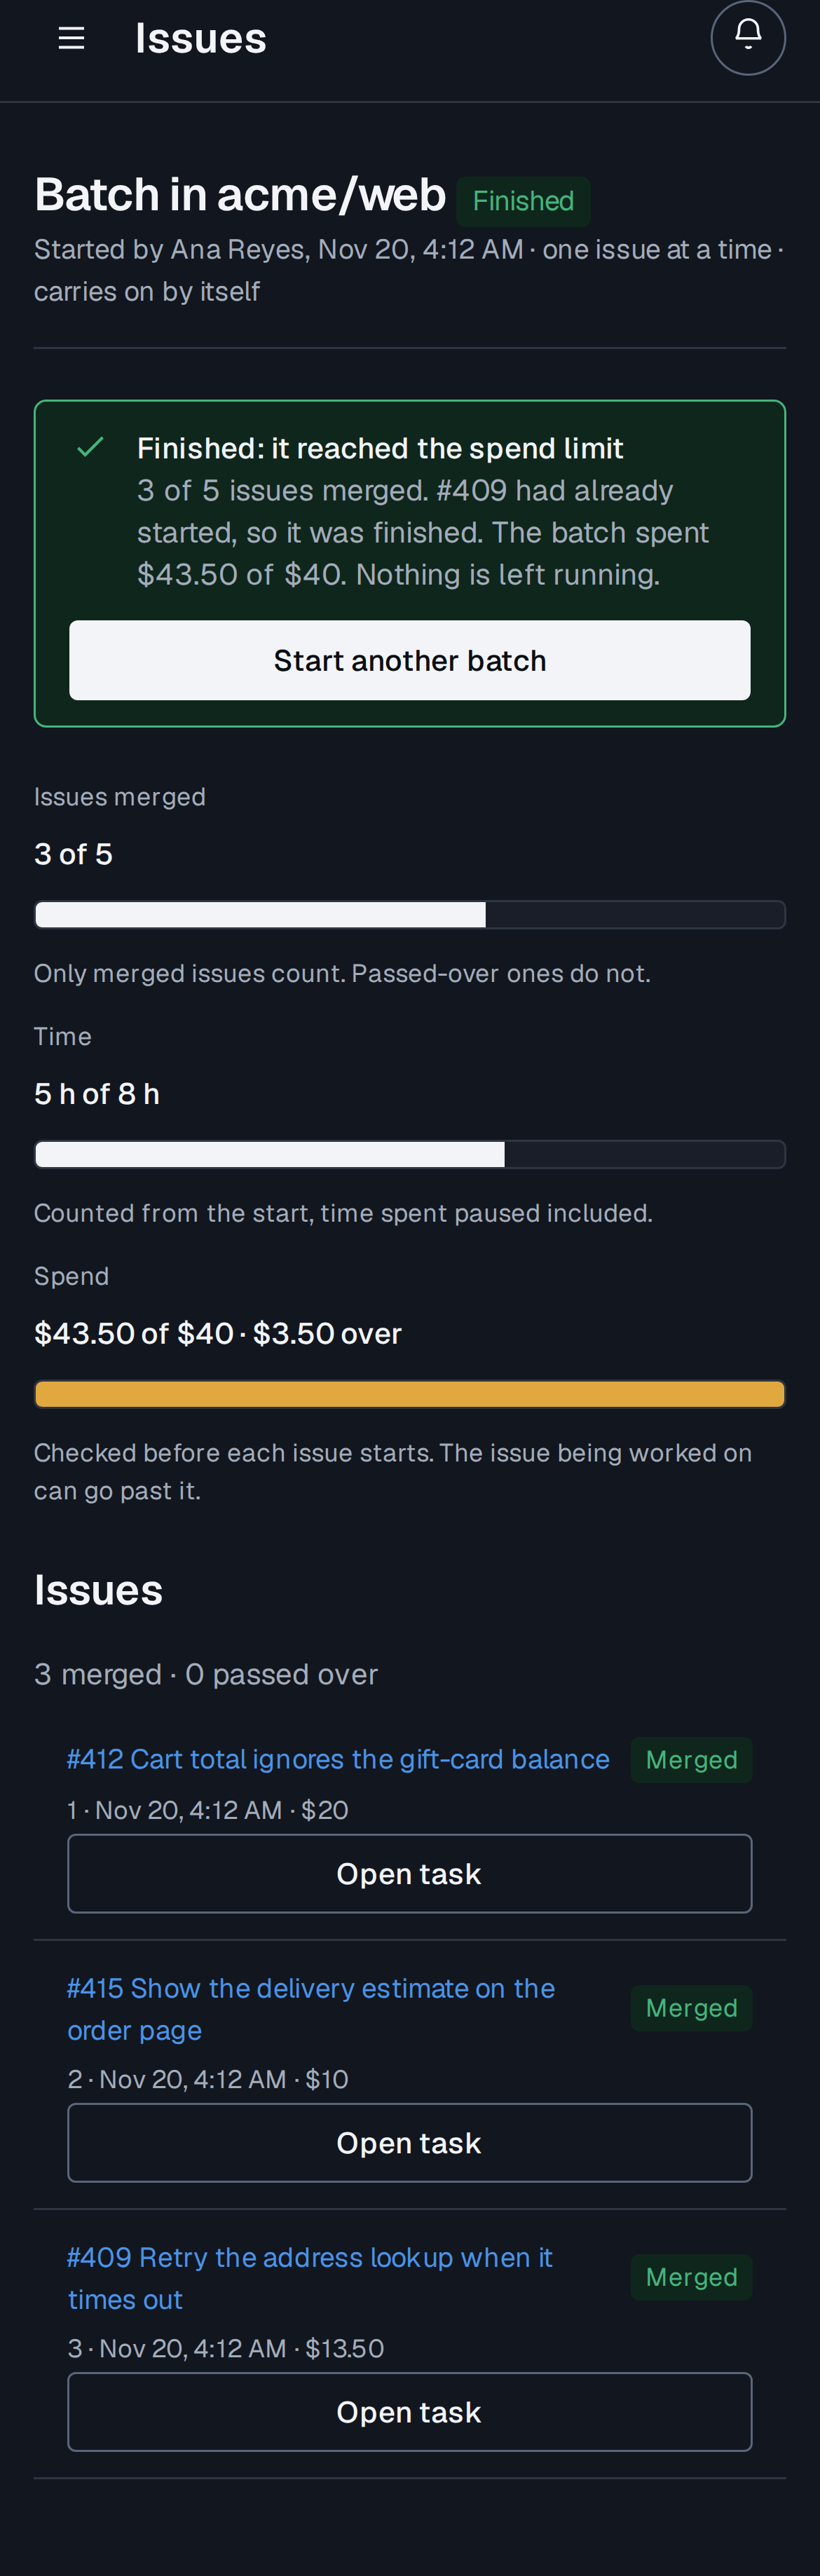 Issues
Batch in acme/web Finished
Started by Ana Reyes, Nov 20, 4:12 AM · one issue at a time ·
carries on by itself
Finished: it reached the spend limit
3 of 5 issues merged. #409 had already
started, so it was finished. The batch spent
$43.50 of $40. Nothing is left running.
Start another batch
Issues merged
3 of 5
Only merged issues count. Passed-over ones do not.
Time
5 h of 8 h
Counted from the start, time spent paused included.
Spend
$43.50 of $40 · $3.50 over
Checked before each issue starts. The issue being worked on
can go past it.
Issues
3 merged · 0 passed over
#412 Cart total ignores the gift-card balance Merged
1 · Nov 20, 4:12 AM · $20
Open task
#415 Show the delivery estimate on the
order page
Merged
2 · Nov 20, 4:12 AM · $10
Open task
#409 Retry the address lookup when it
times out
Merged
3 · Nov 20, 4:12 AM · $13.50
Open task